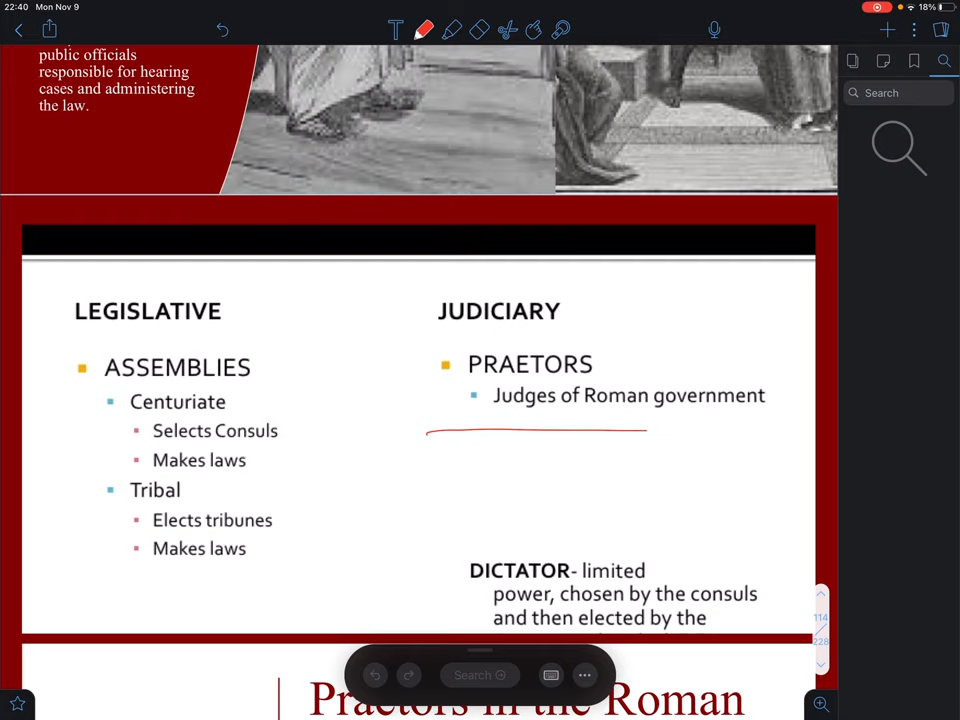 22:40 Mon Nov 9
18%
T
public officials
responsible for hearing
cases and administering
the law.
Search
LEGISLATIVE
ASSEMBLIES
Centuriate
Selects Consuls
Makes laws
Tribal
Elects tribunes
Makes laws
JUDICIARY
PRAETORS
Judges of Roman government
DICTATOR- limited
power, chosen by the consuls
and then elected by the
114
228
Search
Praetors in the Roman